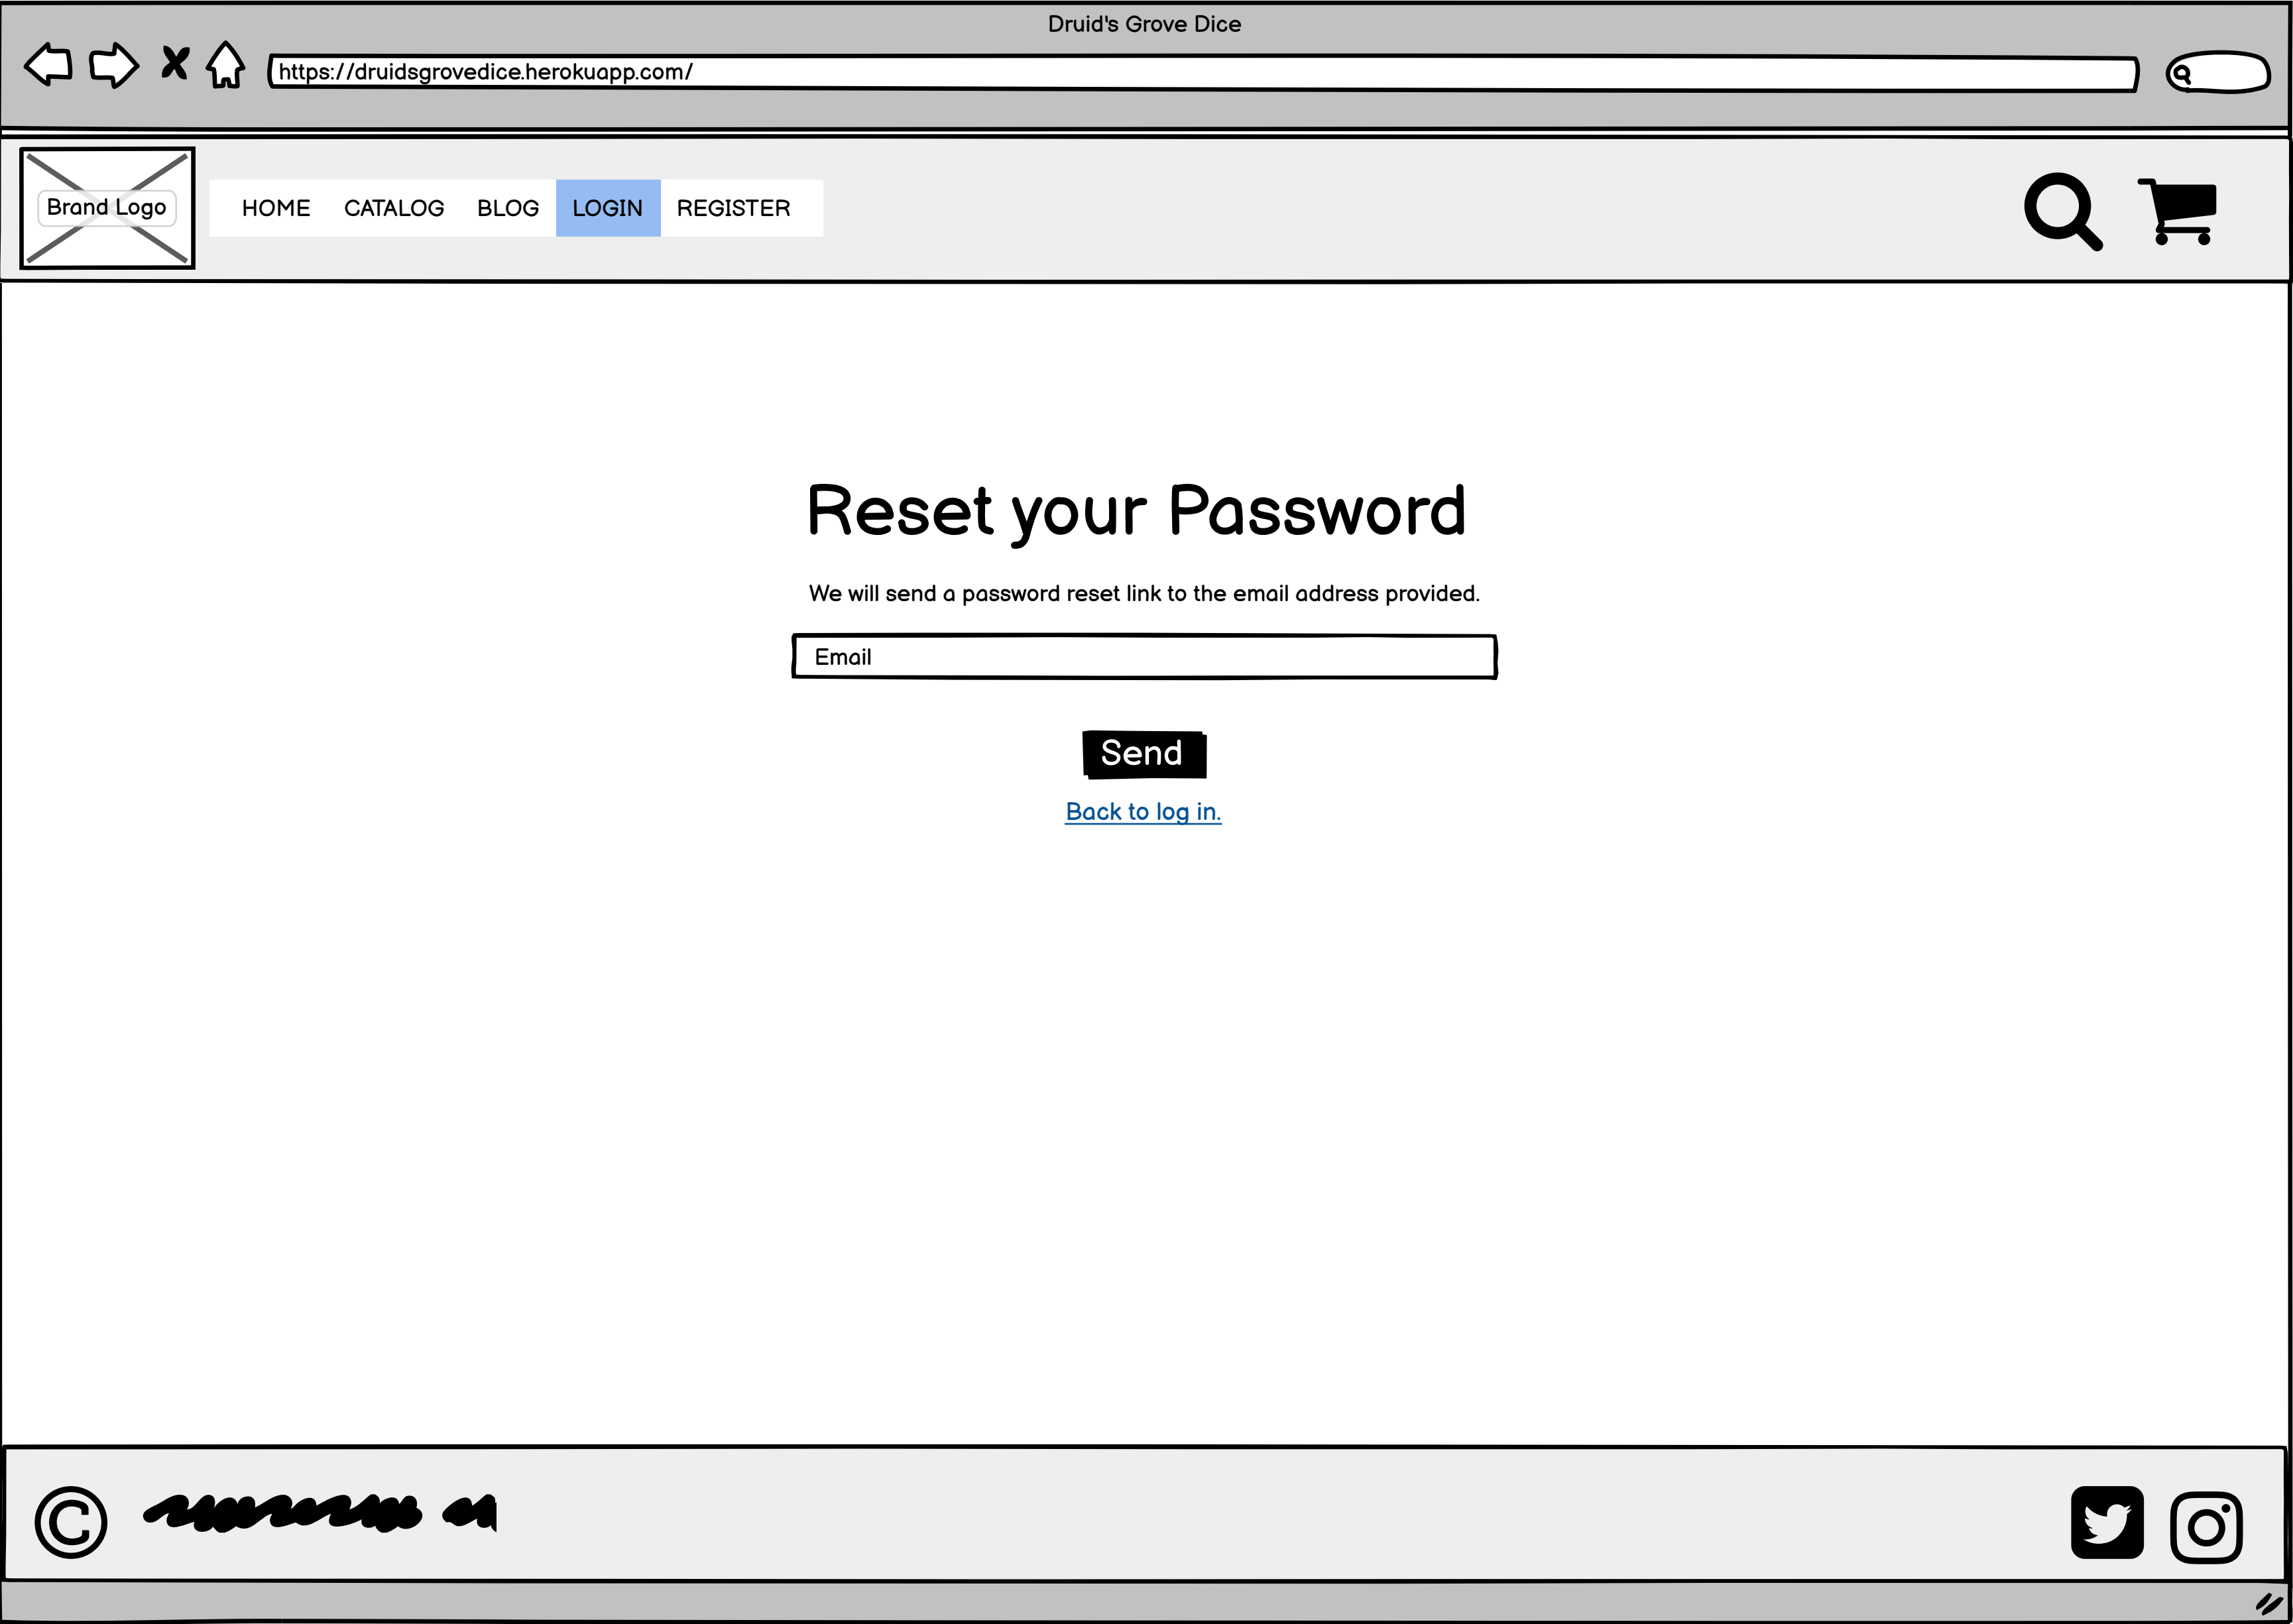 Druid's Grove Dice
https://druidsgrovedice.herokuapp.com/
Brand Logo
HOME CATALOG BLOG LOGIN REGISTER
Reset your Password
We will send a password reset link to the email address provided.
Email
Send
Back to log in.
©